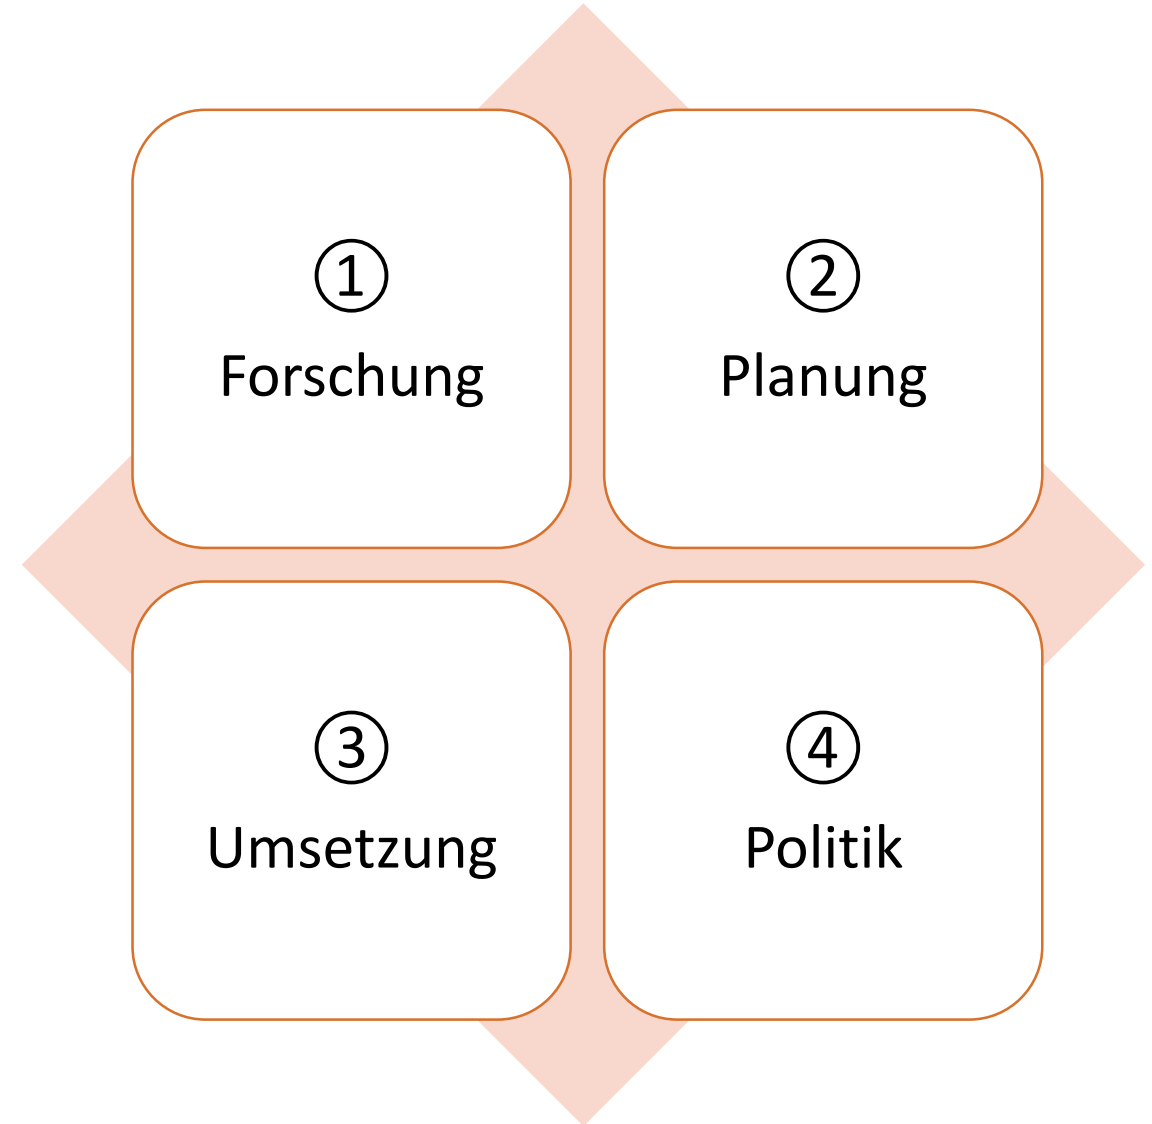 ①
Forschung
②
Planung
③
Umsetzung
④
Politik